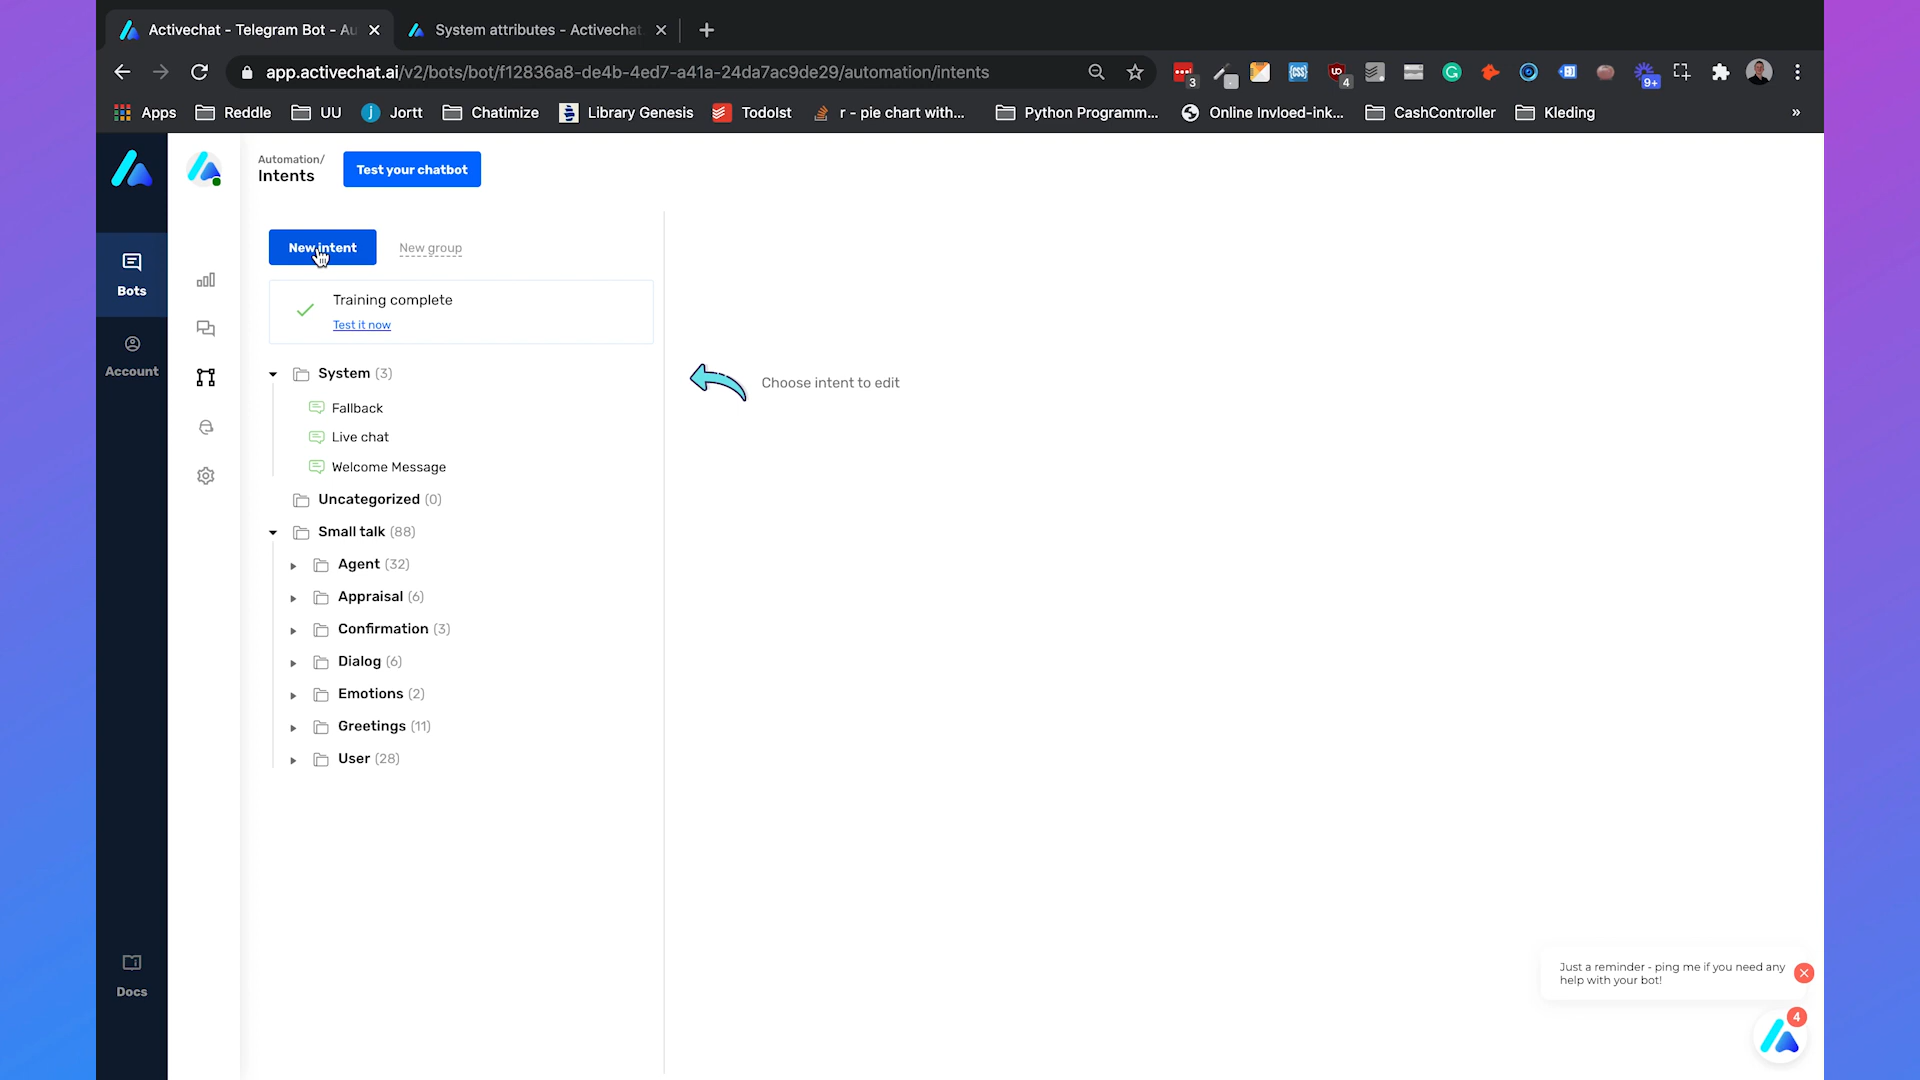 Activechat - Telegram Bot - Au
System attributes - Activechat
app.activechat.ai/v2/bots/bot/f12836a8-de4b-4ed7-a41a-24da7ac9de29/automation/intents
3
4
9+
Apps
Reddle
UU
Jortt
Chatimize
Library Genesis
TodoIst
r - pie chart with...
Python Programm...
Online Invloed-ink...
CashController
Kleding
»
Automation/
Intents
Test your chatbot
New intent
New group
Training complete
Test it now
Bots
Account
System (3)
Fallback
Live chat
Welcome Message
Choose intent to edit
Uncategorized (0)
Small talk (88)
Agent (32)
Appraisal (6)
Confirmation (3)
Dialog (6)
Emotions (2)
Greetings (11)
User (28)
Docs
Just a reminder - ping me if you need any
help with your bot!
4